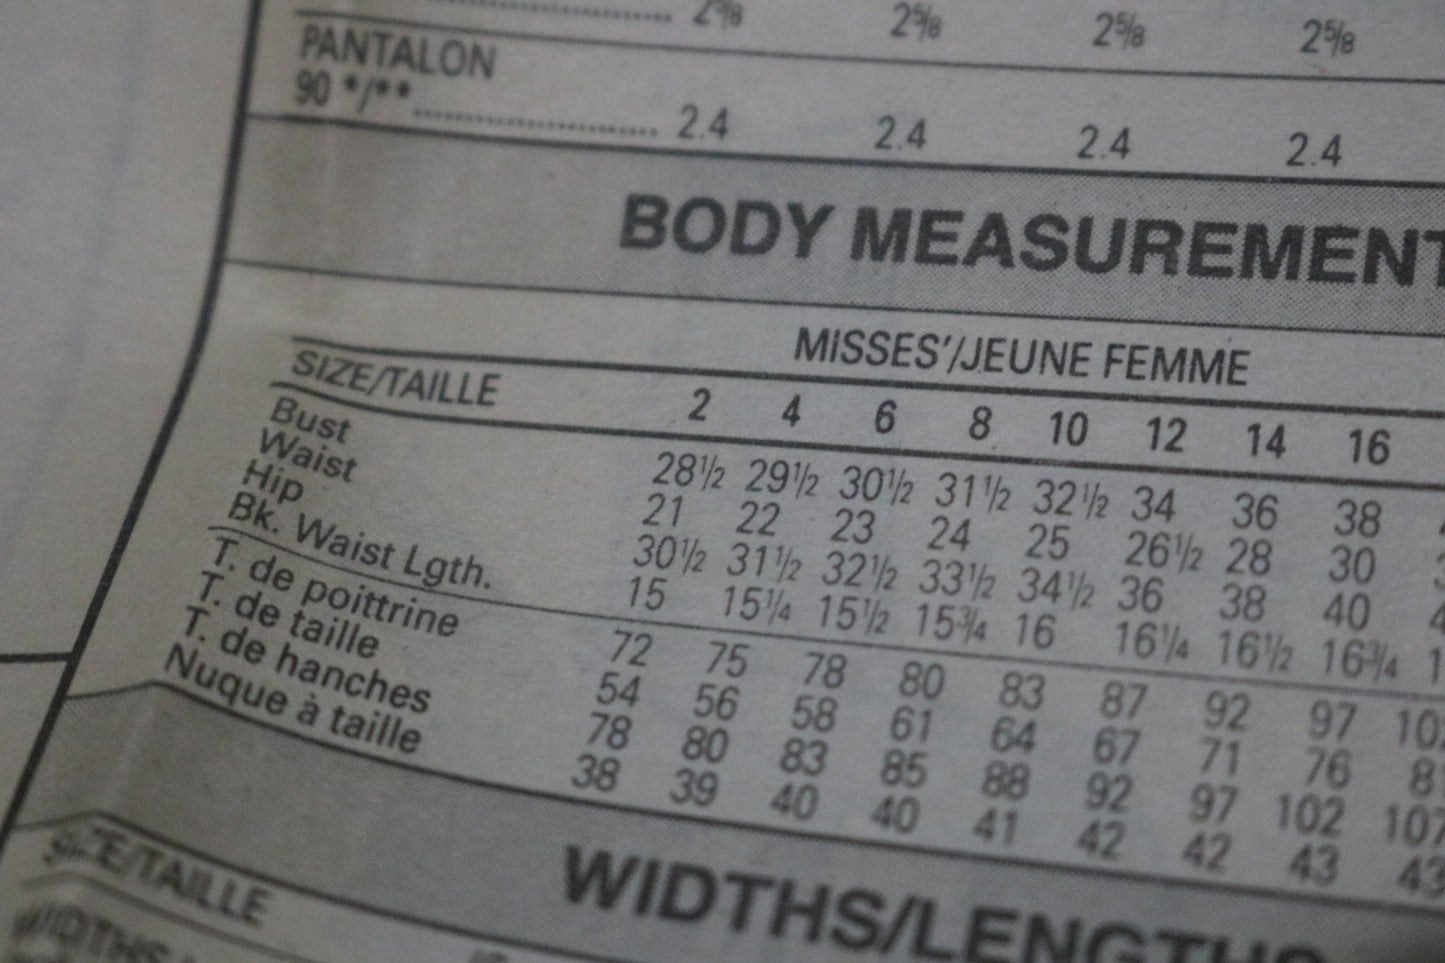 2⅝ 2⅝ 2⅝ 2⅝
PANTALON
90 */** 2.4 2.4 2.4 2.4
BODY MEASUREMENT
MISSES'/JEUNE FEMME
SIZE/TAILLE 2 4 6 8 10 12 14 16
Bust 28½ 29½ 30½ 31½ 32½ 34 36 38
Waist 21 22 23 24 25 26½ 28 30
Hip 30½ 31½ 32½ 33½ 34½ 36 38 40
Bk. Waist Lgth. 15 15¼ 15½ 15¾ 16 16¼ 16½ 16¾
T. de poittrine 72 75 78 80 83 87 92 97
T. de taille 54 56 58 61 64 67 71 76
T. de hanches 78 80 83 85 88 92 97 102 107
Nuque à taille 38 39 40 40 41 42 42 43 43
WIDTHS/LENGTHS
SIZE/TAILLE
WIDTHS